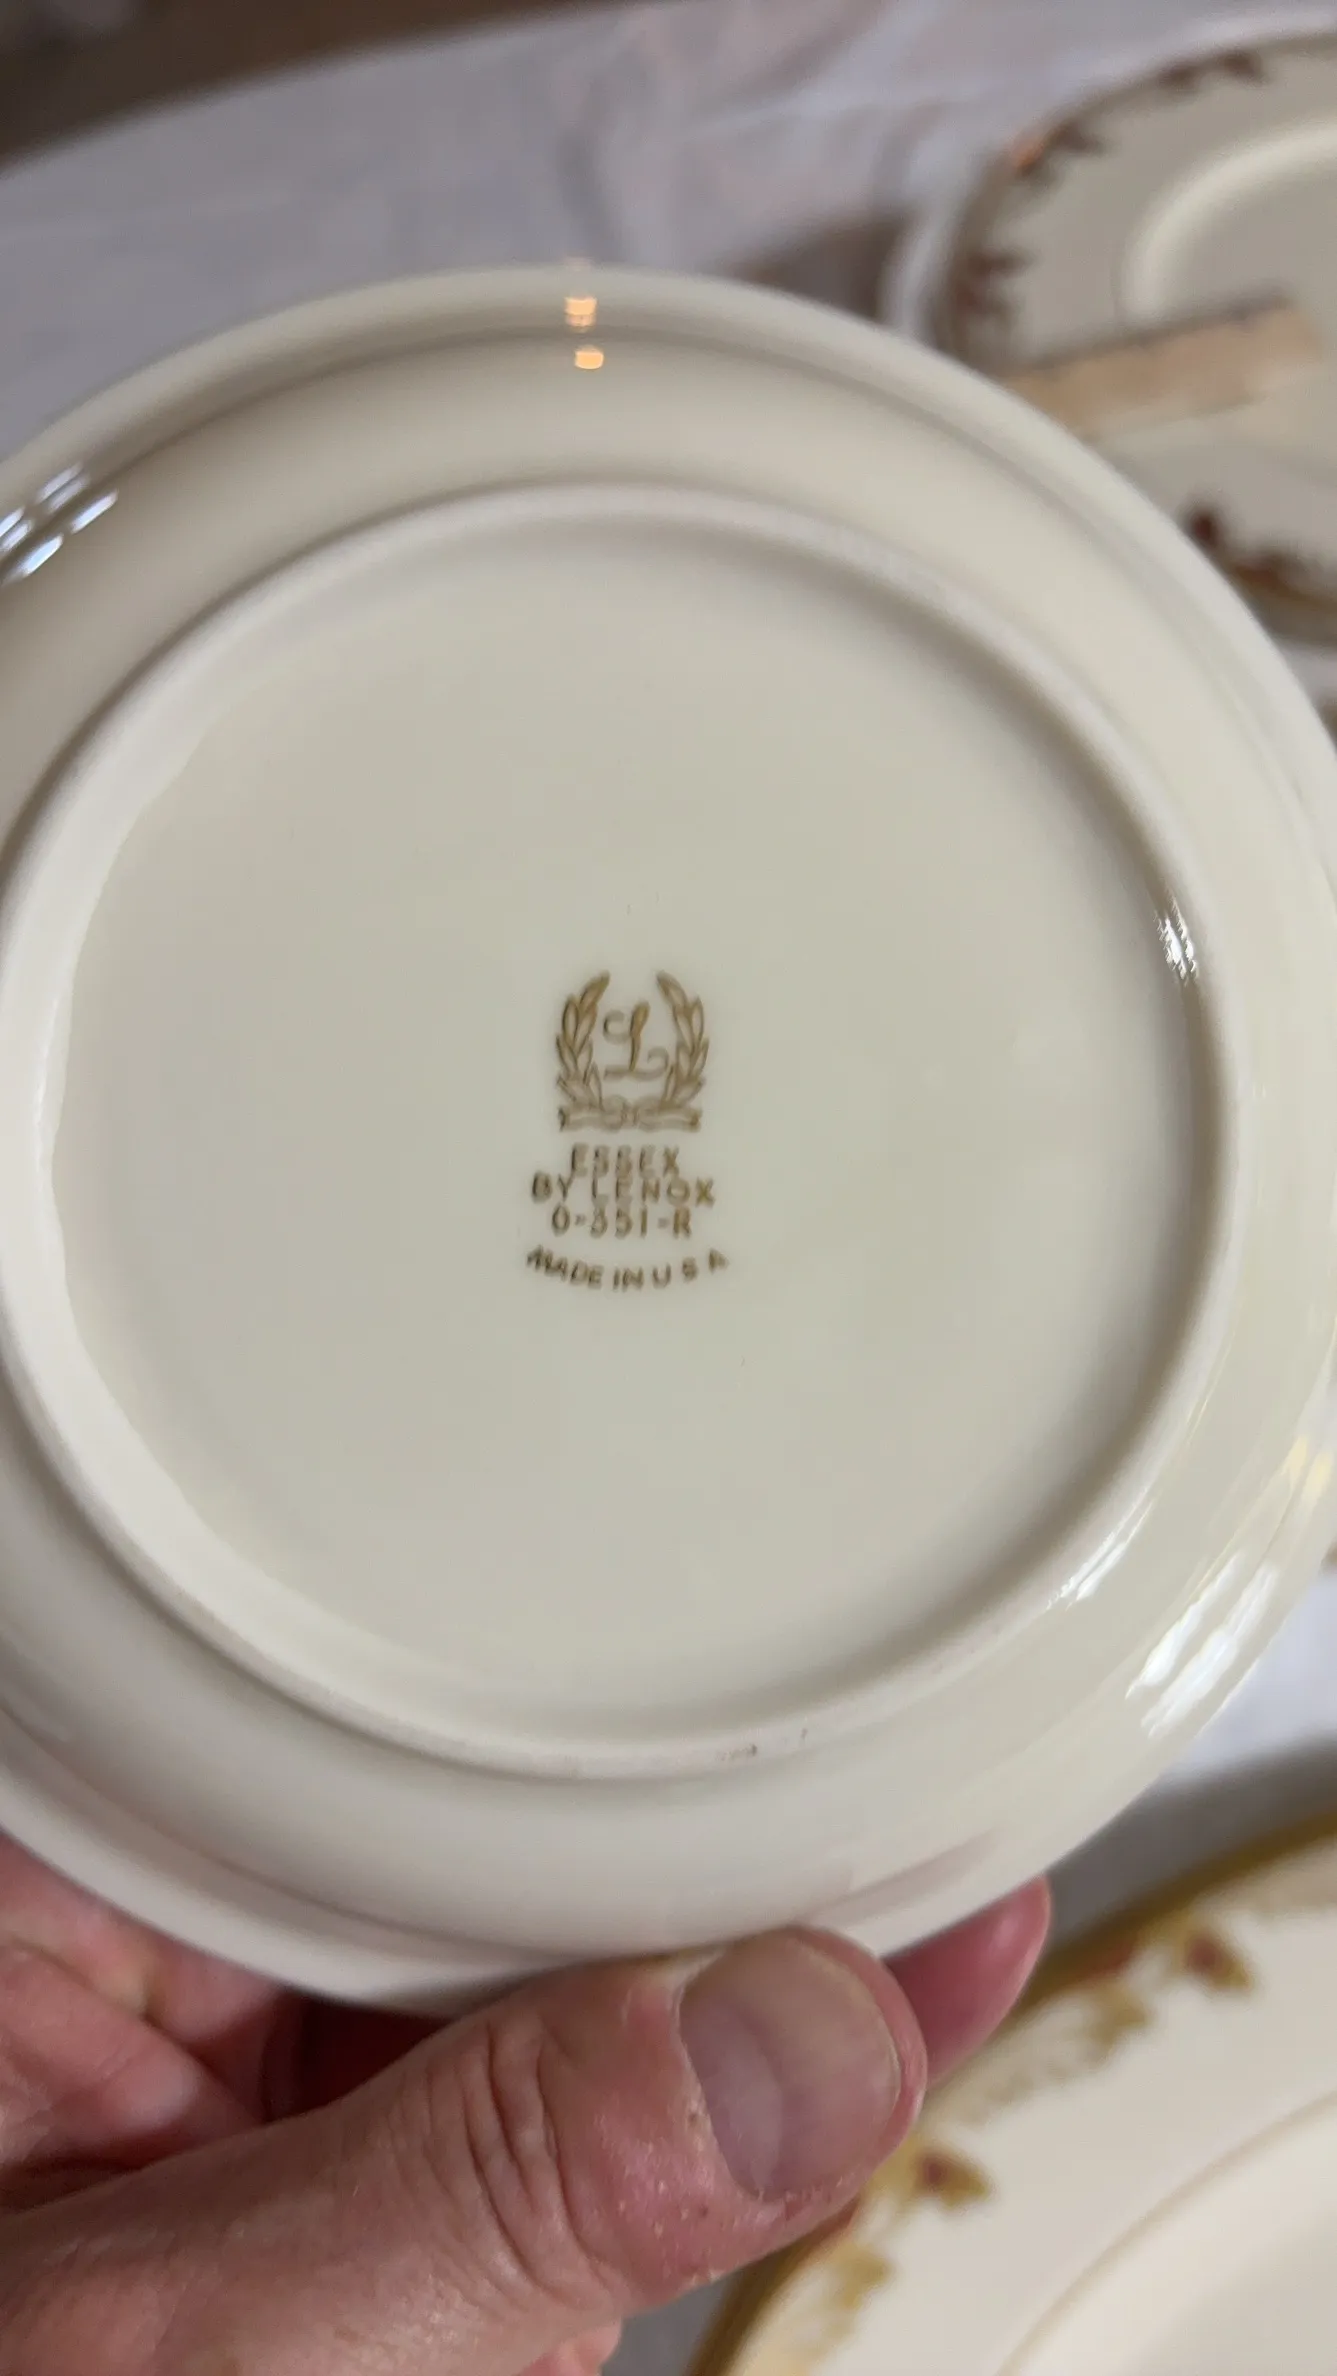 L
ESSEX
BY LENOX
O-351-R
MADE IN U S A